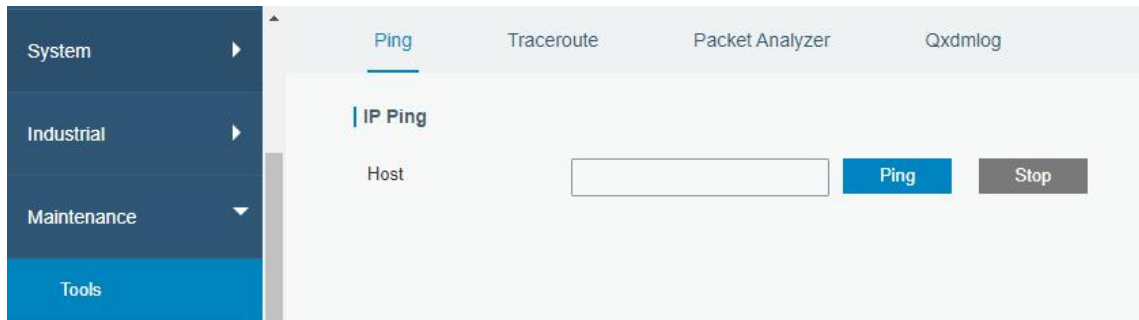 System
Industrial
Maintenance
Tools
Ping Traceroute Packet Analyzer Qxdmlog
IP Ping
Host Ping Stop